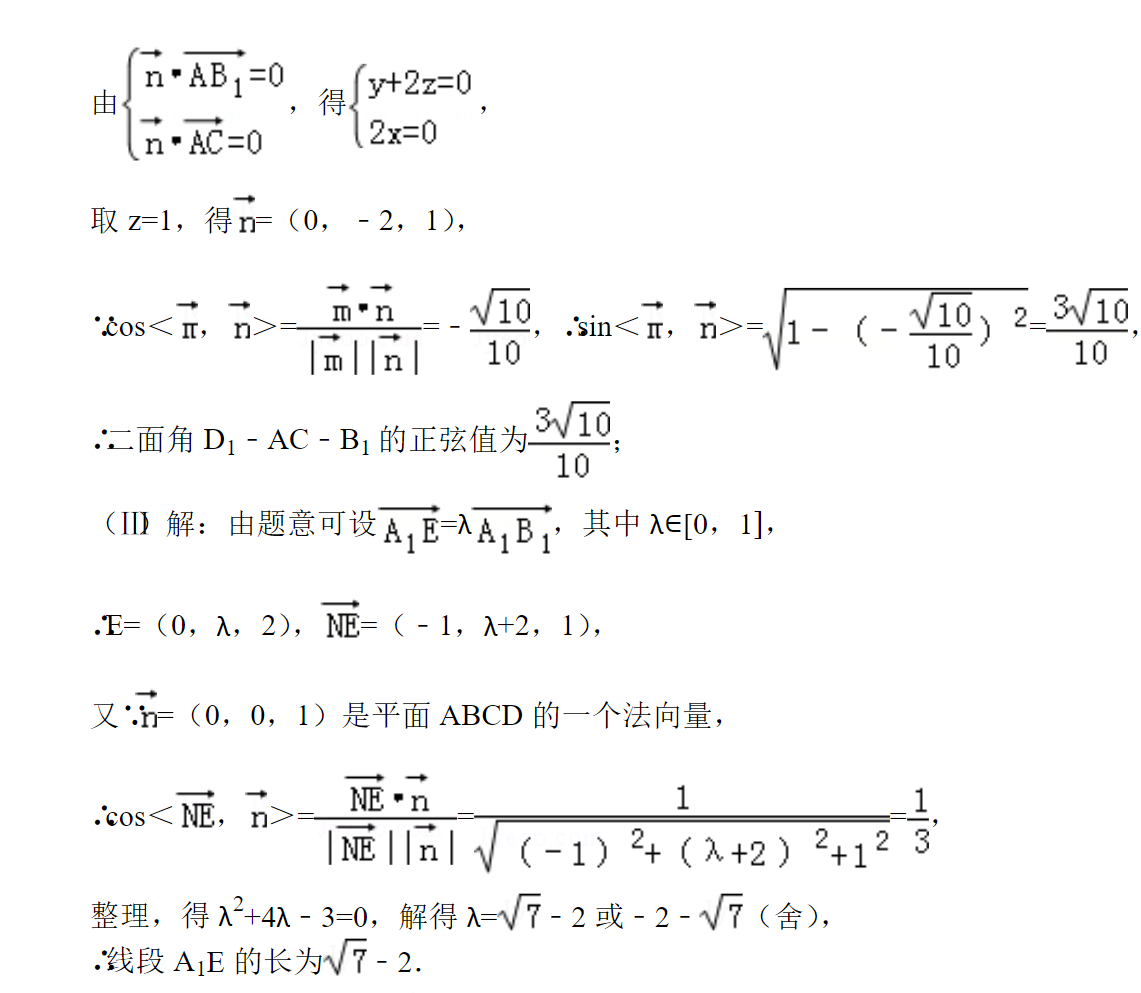 由{n⃗·AB₁⃗=0, n⃗·AC⃗=0，得{y+2z=0, 2x=0，
取 z=1，得n⃗=（0，﹣2，1），
∵cos＜π⃗，n⃗＞=(m⃗·n⃗)/(|m⃗||n⃗|)=﹣√10/10，∴sin＜π⃗，n⃗＞=√(1-(-√10/10)²)=3√10/10，
∴二面角 D₁﹣AC﹣B₁ 的正弦值为3√10/10；
（Ⅲ）解：由题意可设A₁E⃗=λA₁B₁⃗，其中 λ∈[0，1]，
∴E=（0，λ，2），NE⃗=（﹣1，λ+2，1），
又∵n⃗=（0，0，1）是平面 ABCD 的一个法向量，
∴cos＜NE⃗，n⃗＞=(NE⃗·n⃗)/(|NE⃗||n⃗|)=1/√((-1)²+(λ+2)²+1²)=1/3，
整理，得 λ²+4λ﹣3=0，解得 λ=√7﹣2 或﹣2﹣√7（舍），
∴线段 A₁E 的长为√7﹣2．